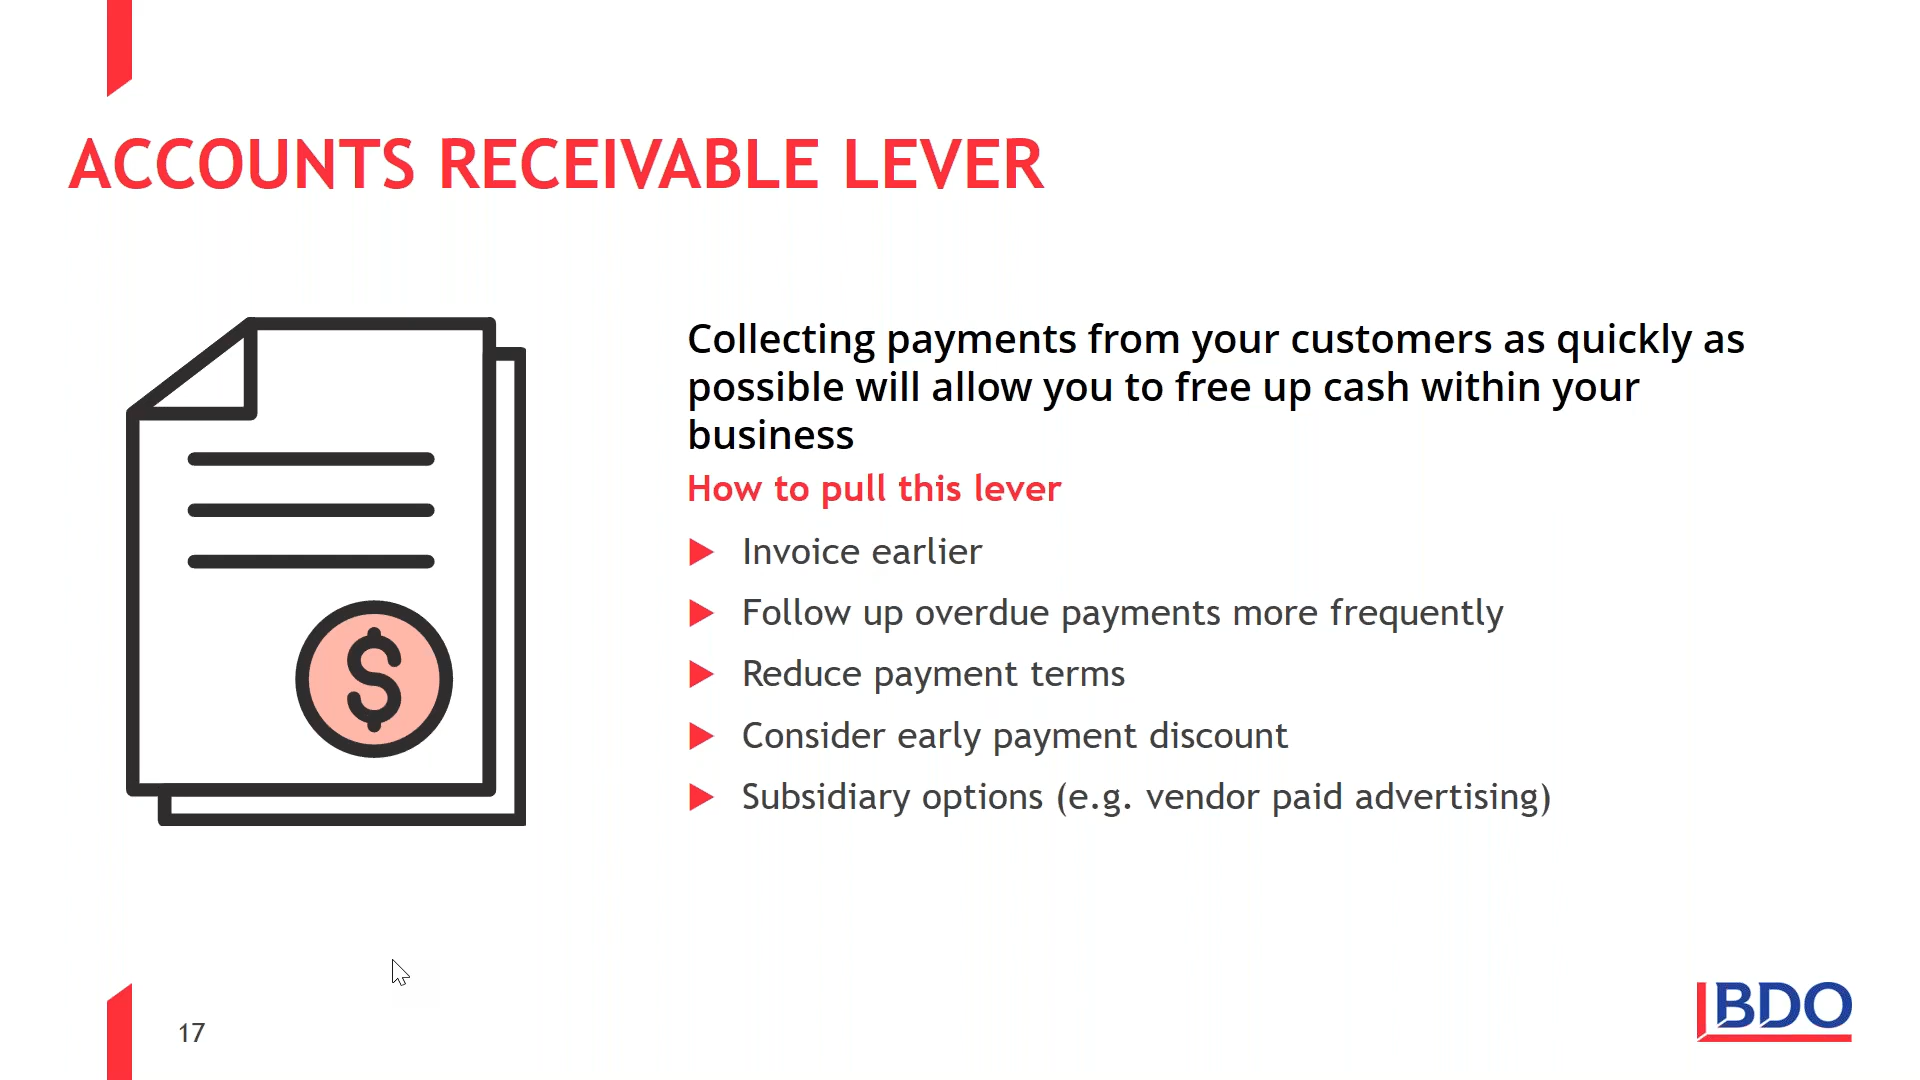 ACCOUNTS RECEIVABLE LEVER
Collecting payments from your customers as quickly as
possible will allow you to free up cash within your
business
How to pull this lever
Invoice earlier
Follow up overdue payments more frequently
Reduce payment terms
Consider early payment discount
Subsidiary options (e.g. vendor paid advertising)
$
17
BDO